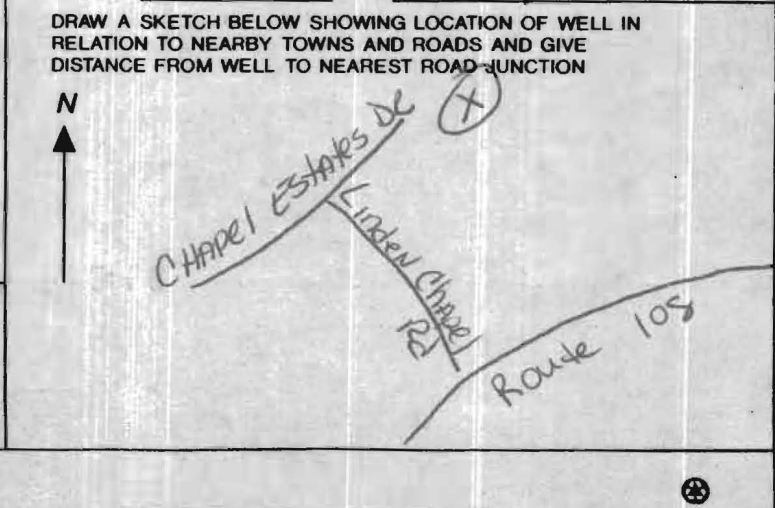 DRAW A SKETCH BELOW SHOWING LOCATION OF WELL IN
RELATION TO NEARBY TOWNS AND ROADS AND GIVE
DISTANCE FROM WELL TO NEAREST ROAD JUNCTION
N
X
CHAPEl ESTAtes DR
LindeN Chapel
Rd
Route 108